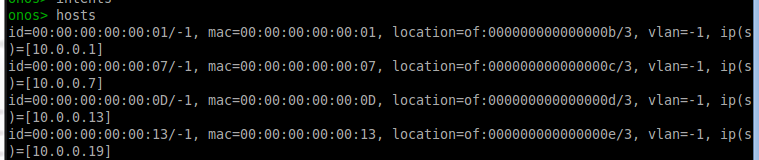 onos> intents
onos> hosts
id=00:00:00:00:00:01/-1, mac=00:00:00:00:00:01, location=of:000000000000000b/3, vlan=-1, ip(s
)=[10.0.0.1]
id=00:00:00:00:00:07/-1, mac=00:00:00:00:00:07, location=of:000000000000000c/3, vlan=-1, ip(s
)=[10.0.0.7]
id=00:00:00:00:00:0D/-1, mac=00:00:00:00:00:0D, location=of:000000000000000d/3, vlan=-1, ip(s
)=[10.0.0.13]
id=00:00:00:00:00:13/-1, mac=00:00:00:00:00:13, location=of:000000000000000e/3, vlan=-1, ip(s
)=[10.0.0.19]